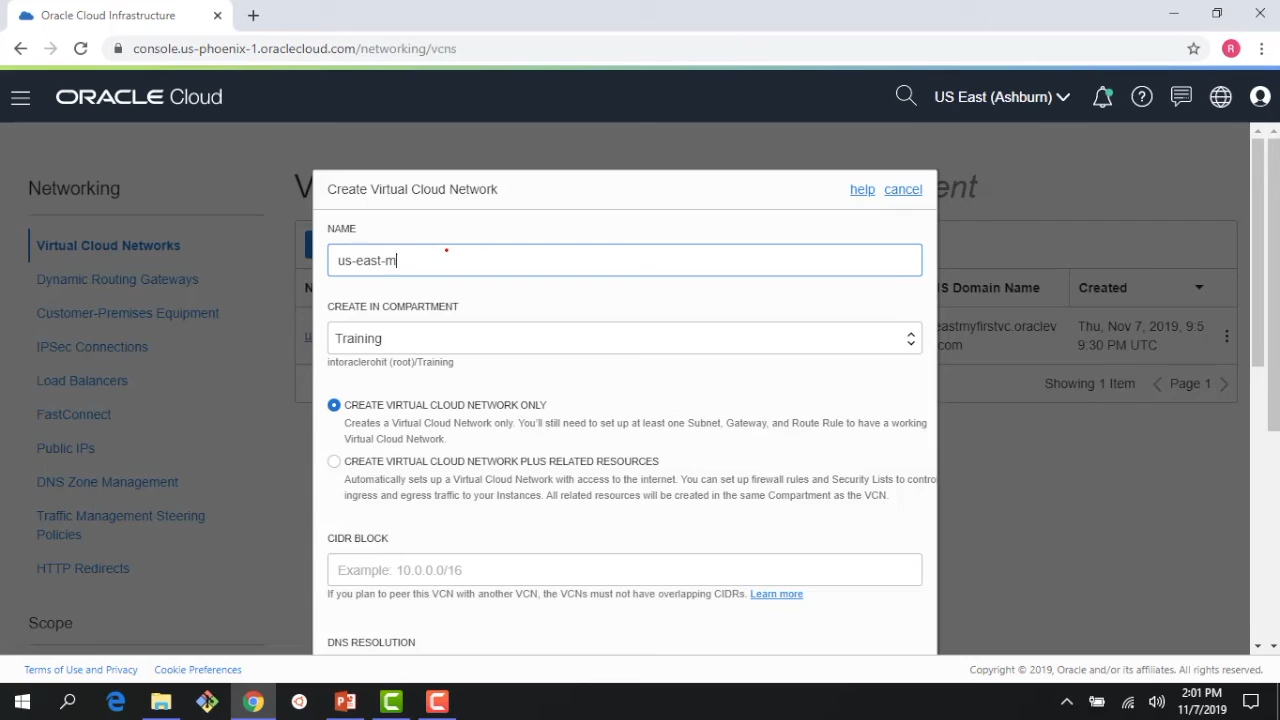 Oracle Cloud Infrastructure
console.us-phoenix-1.oraclecloud.com/networking/vcns
R
ORACLE Cloud
US East (Ashburn)
Networking
Virtual Cloud Networks
Dynamic Routing Gateways
Customer-Premises Equipment
IPSec Connections
Load Balancers
FastConnect
Public IPs
DNS Zone Management
Traffic Management Steering
Policies
HTTP Redirects
Scope
Create Virtual Cloud Network
help
cancel
NAME
us-east-m
CREATE IN COMPARTMENT
Training
intoraclerohit (root)/Training
CREATE VIRTUAL CLOUD NETWORK ONLY
Creates a Virtual Cloud Network only. You'll still need to set up at least one Subnet, Gateway, and Route Rule to have a working
Virtual Cloud Network.
CREATE VIRTUAL CLOUD NETWORK PLUS RELATED RESOURCES
Automatically sets up a Virtual Cloud Network with access to the internet. You can set up firewall rules and Security Lists to contro
ingress and egress traffic to your Instances. All related resources will be created in the same Compartment as the VCN.
CIDR BLOCK
Example: 10.0.0.0/16
If you plan to peer this VCN with another VCN, the VCNs must not have overlapping CIDRs. Learn more
DNS RESOLUTION
V
ent
N
S Domain Name
Created
u
eastmyfirstvc.oraclev
com
Thu, Nov 7, 2019, 9:5
9:30 PM UTC
Showing 1 Item
Page 1
Terms of Use and Privacy
Cookie Preferences
Copyright © 2019, Oracle and/or its affiliates. All rights reserved.
2:01 PM
11/7/2019